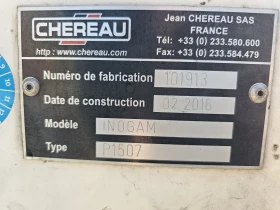 CHEREAU
http : www.chereau.com
Jean CHEREAU SAS
FRANCE
Tél: +33 (0) 233.580.600
Fax: +33 (0) 233.584.479
Numéro de fabrication 101913
Date de construction 02 2016
Modèle INOGAM
Type P1507